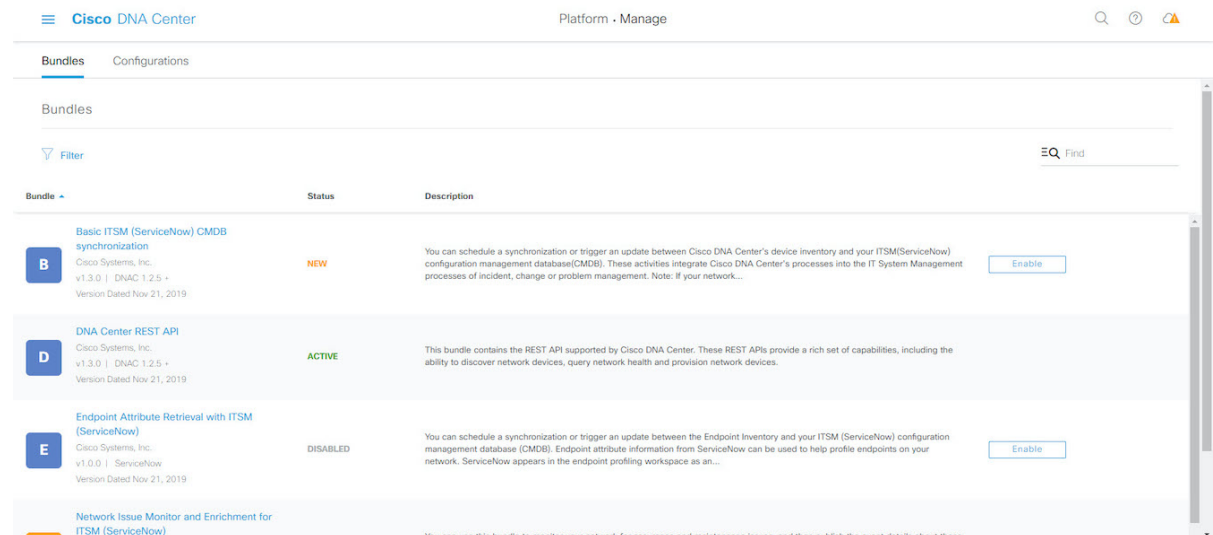 Cisco DNA Center
Platform • Manage
Bundles
Configurations
Bundles
Filter
Find
Bundle
Status
Description
B
Basic ITSM (ServiceNow) CMDB
synchronization
Cisco Systems, Inc.
v1.3.0 | DNAC 1.2.5 +
Version Dated Nov 21, 2019
NEW
You can schedule a synchronization or trigger an update between Cisco DNA Center's device inventory and your ITSM(ServiceNow)
configuration management database(CMDB). These activities integrate Cisco DNA Center's processes into the IT System Management
processes of incident, change or problem management. Note: If your network...
Enable
D
DNA Center REST API
Cisco Systems, Inc.
v1.3.0 | DNAC 1.2.5 +
Version Dated Nov 21, 2019
ACTIVE
This bundle contains the REST API supported by Cisco DNA Center. These REST APIs provide a rich set of capabilities, including the
ability to discover network devices, query network health and provision network devices.
E
Endpoint Attribute Retrieval with ITSM
(ServiceNow)
Cisco Systems, Inc.
v1.0.0 | ServiceNow
Version Dated Nov 21, 2019
DISABLED
You can schedule a synchronization or trigger an update between the Endpoint Inventory and your ITSM (ServiceNow) configuration
management database (CMDB). Endpoint attribute information from ServiceNow can be used to help profile endpoints on your
network. ServiceNow appears in the endpoint profiling workspace as an...
Enable
Network Issue Monitor and Enrichment for
ITSM (ServiceNow)